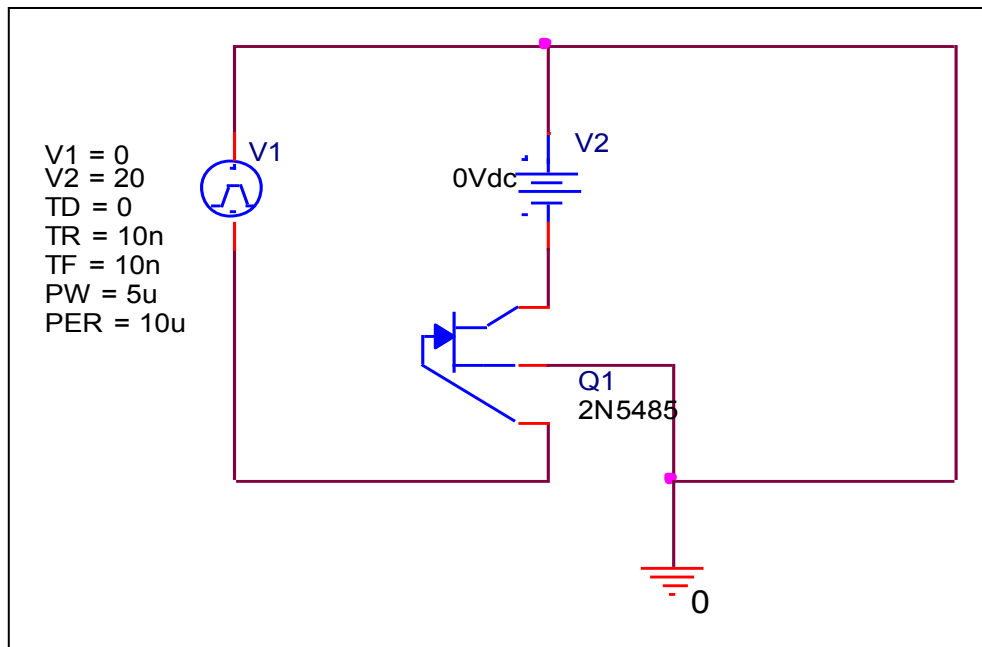 V1 = 0
V2 = 20
TD = 0
TR = 10n
TF = 10n
PW = 5u
PER = 10u
V1
V2
0Vdc
Q1
2N5485
0